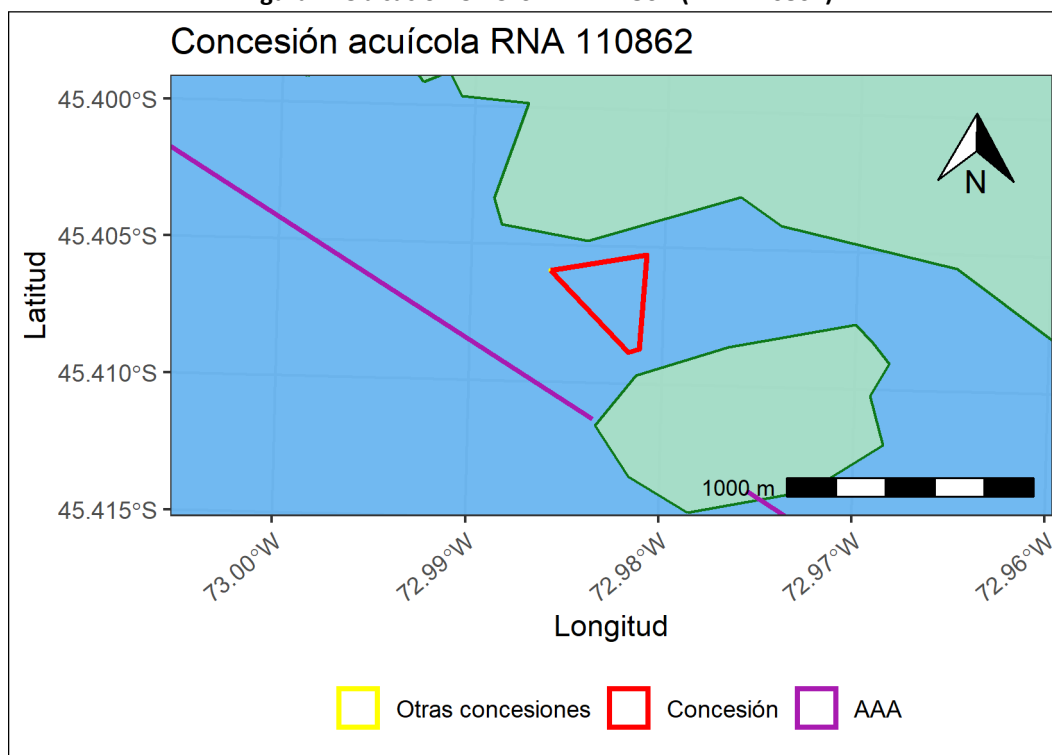 Concesión acuícola RNA 110862
45.400°S
45.405°S
45.410°S
45.415°S
Latitud
N
1000 m
73.00°W
72.99°W
72.98°W
72.97°W
72.96°W
Longitud
Otras concesiones
Concesión
AAA